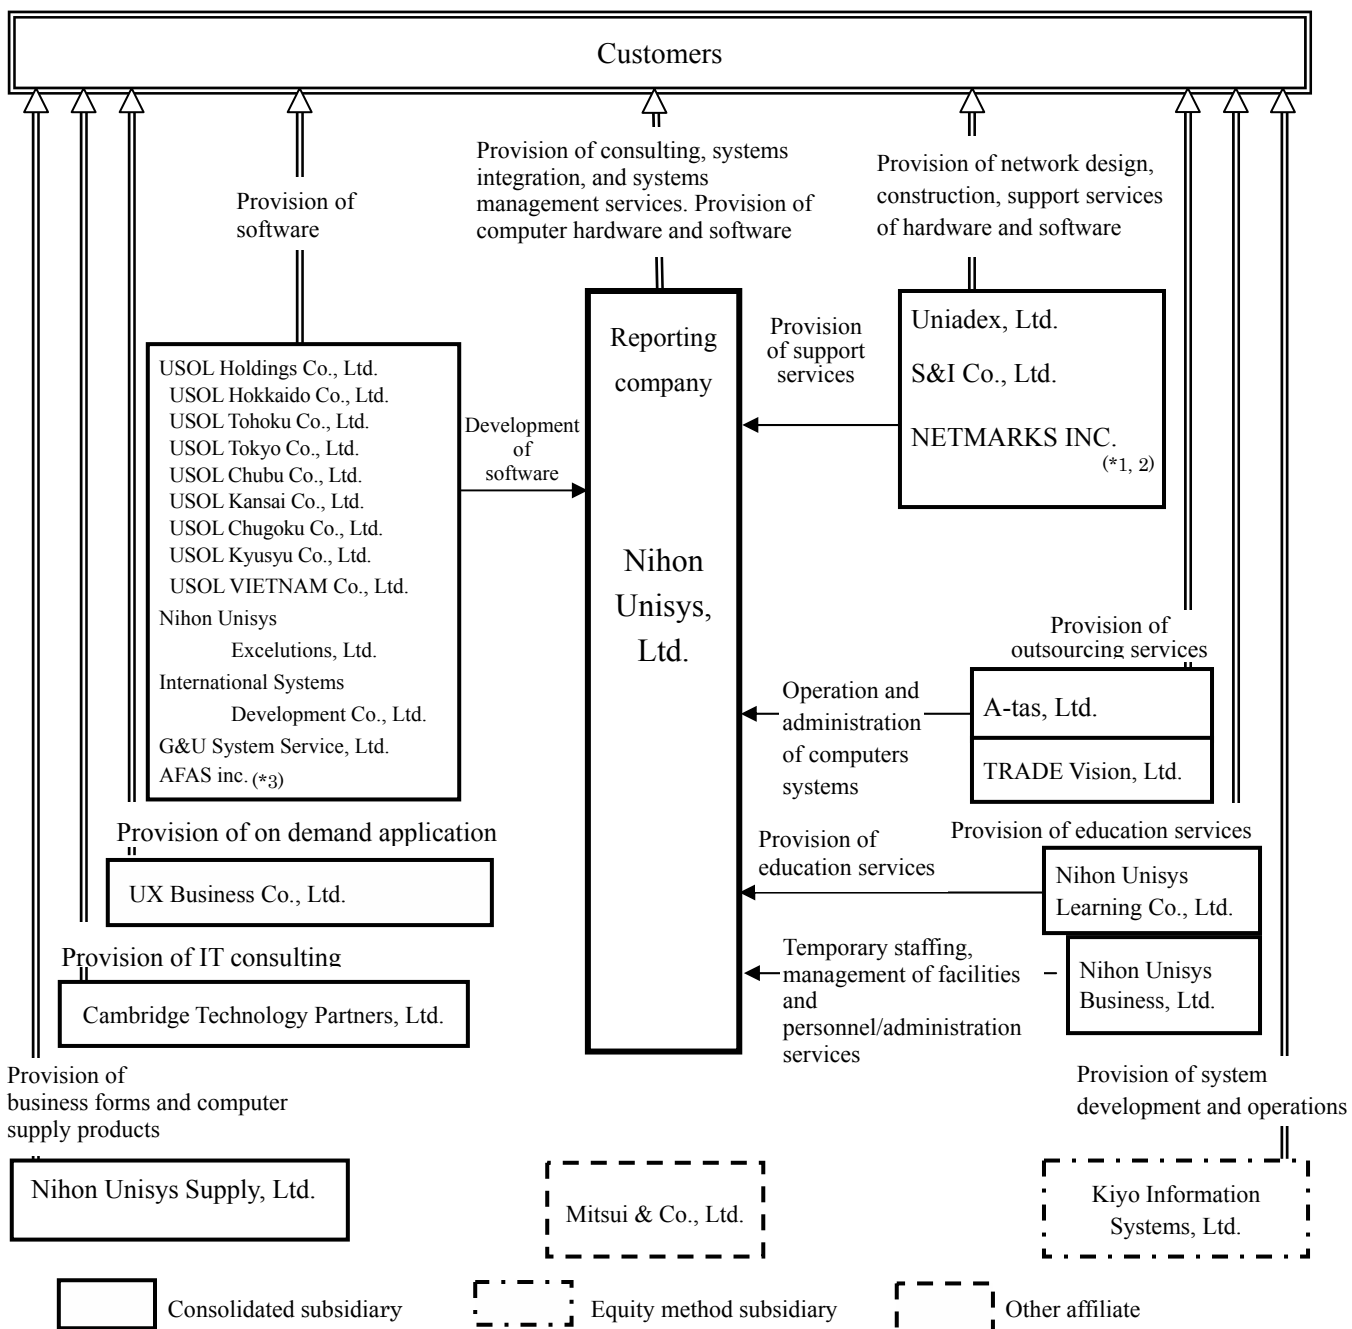 Customers
Provision of
software
Provision of consulting, systems
integration, and systems
management services. Provision of
computer hardware and software
Provision of network design,
construction, support services
of hardware and software
USOL Holdings Co., Ltd.
USOL Hokkaido Co., Ltd.
USOL Tohoku Co., Ltd.
USOL Tokyo Co., Ltd.
USOL Chubu Co., Ltd.
USOL Kansai Co., Ltd.
USOL Chugoku Co., Ltd.
USOL Kyusyu Co., Ltd.
USOL VIETNAM Co., Ltd.
Nihon Unisys
Excelutions, Ltd.
International Systems
Development Co., Ltd.
G&U System Service, Ltd.
AFAS inc. (*3)
Development
of
software
Reporting
company
Nihon
Unisys,
Ltd.
Provision
of support
services
Uniadex, Ltd.
S&I Co., Ltd.
NETMARKS INC.
(*1, 2)
Provision of
outsourcing services
Operation and
administration
of computers
systems
A-tas, Ltd.
TRADE Vision, Ltd.
Provision of on demand application
UX Business Co., Ltd.
Provision of education services
Provision of
education services
Nihon Unisys
Learning Co., Ltd.
Provision of IT consulting
Cambridge Technology Partners, Ltd.
Temporary staffing,
management of facilities
and
personnel/administration
services
Nihon Unisys
Business, Ltd.
Provision of
business forms and computer
supply products
Nihon Unisys Supply, Ltd.
Mitsui & Co., Ltd.
Provision of system
development and operations
Kiyo Information
Systems, Ltd.
Consolidated subsidiary
Equity method subsidiary
Other affiliate